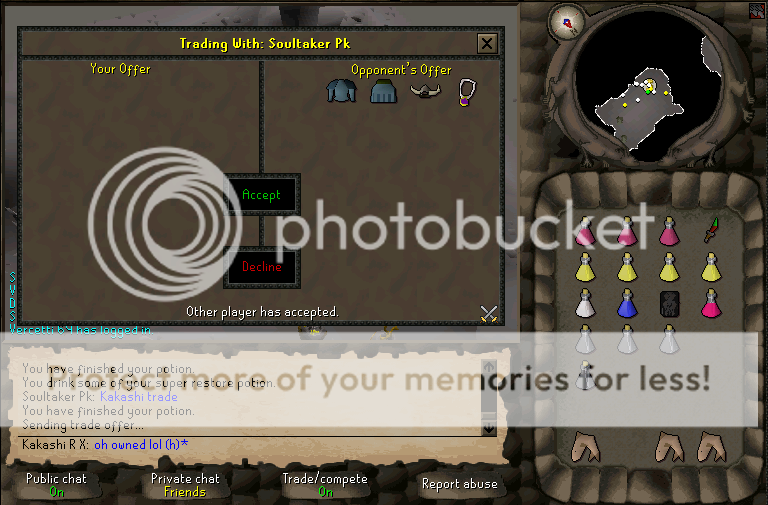 Trading With: Soultaker Pk
Your Offer
Opponent's Offer
Accept
Decline
Other player has accepted.
S
V
D
S
Vercetti 69 has logged in.
You have finished your potion.
You drink some of your super restore potion.
Soultaker Pk: Kakashi trade
You have finished your potion.
Sending trade offer...
Kakashi R X: oh owned lol (h)*
Public chat
On
Private chat
Friends
Trade/compete
On
Report abuse
photobucket
Protect more of your memories for less!